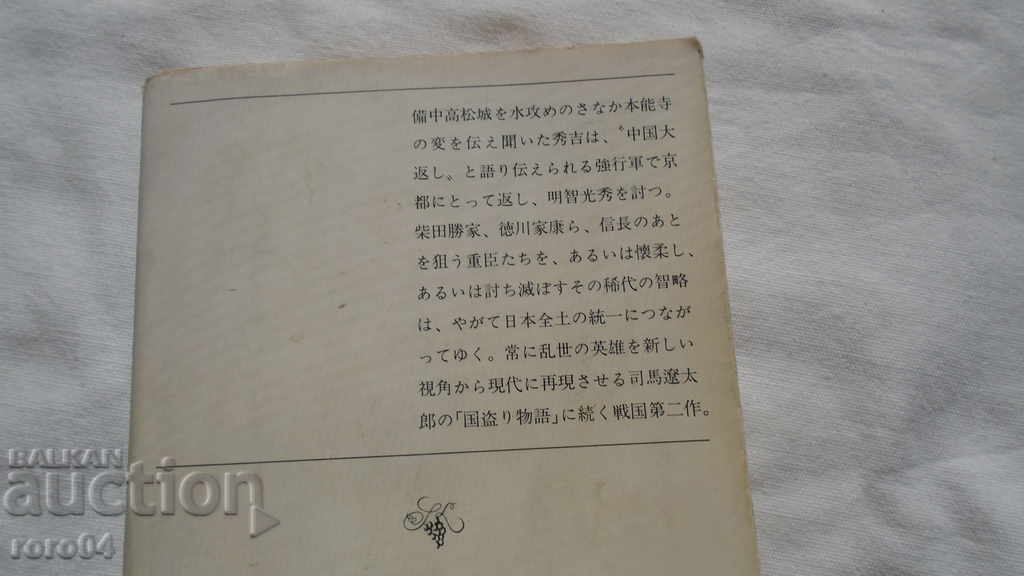 備中高松城を水攻めのさなか本能寺
の変を伝え聞いた秀吉は、〝中国大
返し〟と語り伝えられる強行軍で京
都にとって返し、明智光秀を討つ。
柴田勝家、徳川家康ら、信長のあと
を狙う重臣たちを、あるいは懐柔し、
あるいは討ち滅ぼすその稀代の智略
は、やがて日本全土の統一につなが
ってゆく。常に乱世の英雄を新しい
視角から現代に再現させる司馬遼太
郎の「国盗り物語」に続く戦国第二作。
BALKAN
auction
roro04